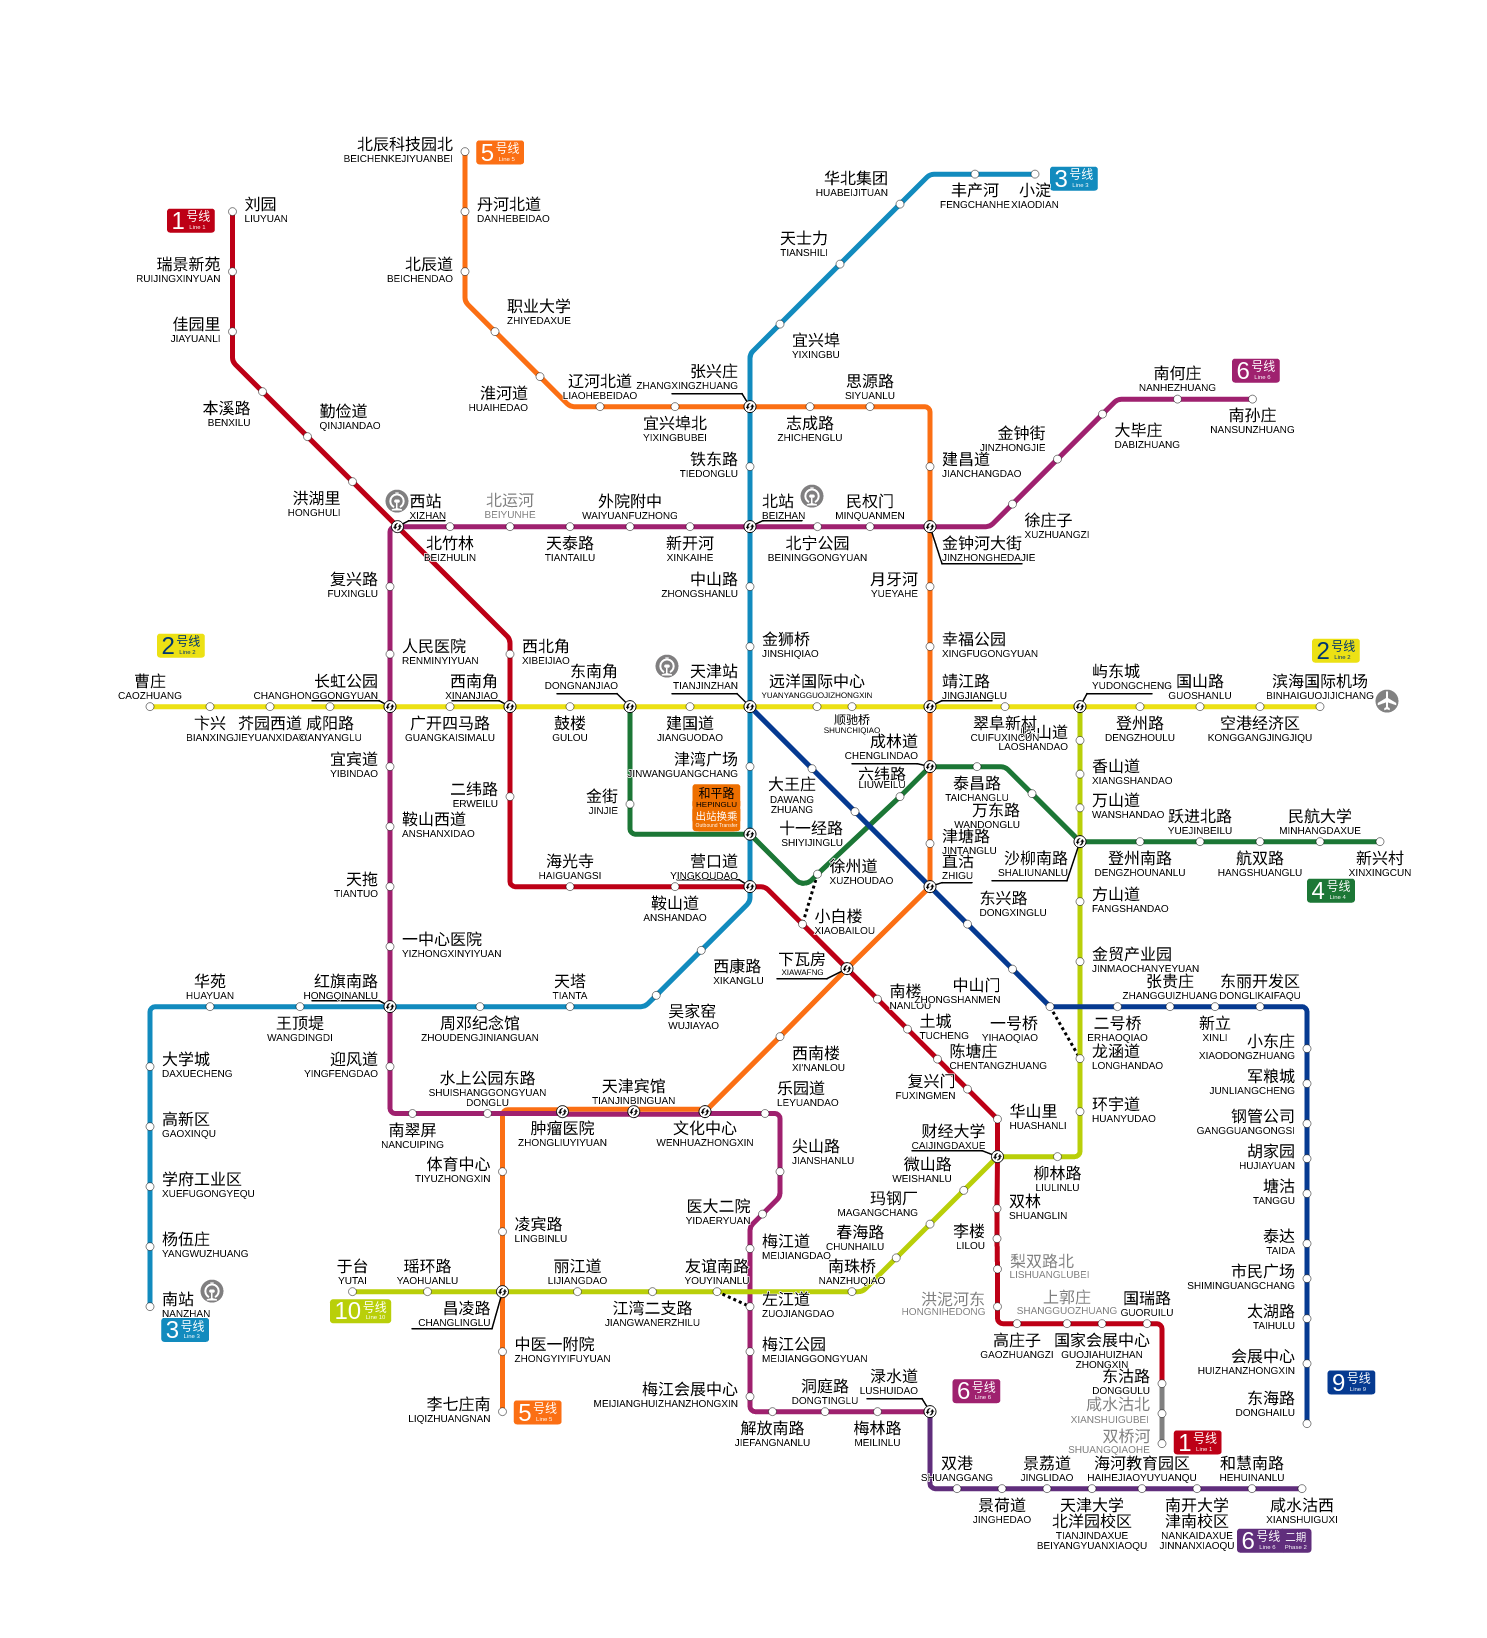 北辰科技园北
BEICHENKEJIYUANBEI
5号线
Line 5
丹河北道
DANHEBEIDAO
北辰道
BEICHENDAO
职业大学
ZHIYEDAXUE
淮河道
HUAIHEDAO
辽河北道
LIAOHEBEIDAO
宜兴埠北
YIXINGBUBEI
张兴庄
ZHANGXINGZHUANG
志成路
ZHICHENGLU
思源路
SIYUANLU
建昌道
JIANCHANGDAO
华北集团
HUABEIJITUAN
丰产河
FENGCHANHE
小淀
XIAODIAN
3号线
Line 3
天士力
TIANSHILI
宜兴埠
YIXINGBU
铁东路
TIEDONGLU
1号线
Line 1
刘园
LIUYUAN
瑞景新苑
RUIJINGXINYUAN
佳园里
JIAYUANLI
本溪路
BENXILU
勤俭道
QINJIANDAO
洪湖里
HONGHULI
南何庄
NANHEZHUANG
6号线
Line 6
南孙庄
NANSUNZHUANG
大毕庄
DABIZHUANG
金钟街
JINZHONGJIE
徐庄子
XUZHUANGZI
金钟河大街
JINZHONGHEDAJIE
西站
XIZHAN
北竹林
BEIZHULIN
北运河
BEIYUNHE
天泰路
TIANTAILU
外院附中
WAIYUANFUZHONG
新开河
XINKAIHE
北站
BEIZHAN
北宁公园
BEININGGONGYUAN
民权门
MINQUANMEN
复兴路
FUXINGLU
中山路
ZHONGSHANLU
月牙河
YUEYAHE
人民医院
RENMINYIYUAN
西北角
XIBEIJIAO
金狮桥
JINSHIQIAO
幸福公园
XINGFUGONGYUAN
2号线
Line 2
曹庄
CAOZHUANG
卞兴
BIANXING
芥园西道
JIEYUANXIDAO
咸阳路
XIANYANGLU
长虹公园
CHANGHONGGONGYUAN
广开四马路
GUANGKAISIMALU
西南角
XINANJIAO
鼓楼
GULOU
东南角
DONGNANJIAO
建国道
JIANGUODAO
天津站
TIANJINZHAN
远洋国际中心
YUANYANGGUOJIZHONGXIN
顺驰桥
SHUNCHIQIAO
靖江路
JINGJIANGLU
翠阜新村
CUIFUXINCUN
屿东城
YUDONGCHENG
登州路
DENGZHOULU
国山路
GUOSHANLU
空港经济区
KONGGANGJINGJIQU
滨海国际机场
BINHAIGUOJIJICHANG
2号线
Line 2
崂山道
LAOSHANDAO
香山道
XIANGSHANDAO
万山道
WANSHANDAO
宜宾道
YIBINDAO
鞍山西道
ANSHANXIDAO
天拖
TIANTUO
一中心医院
YIZHONGXINYIYUAN
二纬路
ERWEILU
海光寺
HAIGUANGSI
鞍山道
ANSHANDAO
营口道
YINGKOUDAO
金街
JINJIE
津湾广场
JINWANGUANGCHANG
和平路
HEPINGLU
出站换乘
Outbound Transfer
大王庄
DAWANG
ZHUANG
十一经路
SHIYIJINGLU
成林道
CHENGLINDAO
六纬路
LIUWEILU
徐州道
XUZHOUDAO
津塘路
JINTANGLU
直沽
ZHIGU
泰昌路
TAICHANGLU
万东路
WANDONGLU
沙柳南路
SHALIUNANLU
登州南路
DENGZHOUNANLU
跃进北路
YUEJINBEILU
航双路
HANGSHUANGLU
民航大学
MINHANGDAXUE
新兴村
XINXINGCUN
4号线
Line 4
方山道
FANGSHANDAO
金贸产业园
JINMAOCHANYEYUAN
东兴路
DONGXINGLU
中山门
ZHONGSHANMEN
一号桥
YIHAOQIAO
二号桥
ERHAOQIAO
张贵庄
ZHANGGUIZHUANG
新立
XINLI
东丽开发区
DONGLIKAIFAQU
龙涵道
LONGHANDAO
环宇道
HUANYUDAO
小东庄
XIAODONGZHUANG
军粮城
JUNLIANGCHENG
钢管公司
GANGGUANGONGSI
胡家园
HUJIAYUAN
塘沽
TANGGU
泰达
TAIDA
市民广场
SHIMINGUANGCHANG
太湖路
TAIHULU
会展中心
HUIZHANZHONGXIN
东海路
DONGHAILU
9号线
Line 9
小白楼
XIAOBAILOU
下瓦房
XIAWAFNG
南楼
NANLOU
土城
TUCHENG
陈塘庄
CHENTANGZHUANG
复兴门
FUXINGMEN
华山里
HUASHANLI
财经大学
CAIJINGDAXUE
柳林路
LIULINLU
微山路
WEISHANLU
玛钢厂
MAGANGCHANG
春海路
CHUNHAILU
南珠桥
NANZHUQIAO
双林
SHUANGLIN
李楼
LILOU
梨双路北
LISHUANGLUBEI
洪泥河东
HONGNIHEDONG
高庄子
GAOZHUANGZI
上郭庄
SHANGGUOZHUANG
国家会展中心
GUOJIAHUIZHAN
ZHONGXIN
国瑞路
GUORUILU
东沽路
DONGGULU
咸水沽北
XIANSHUIGUBEI
双桥河
SHUANGQIAOHE
1号线
Line 1
华苑
HUAYUAN
王顶堤
WANGDINGDI
红旗南路
HONGQINANLU
周邓纪念馆
ZHOUDENGJINIANGUAN
天塔
TIANTA
吴家窑
WUJIAYAO
西康路
XIKANGLU
大学城
DAXUECHENG
高新区
GAOXINQU
学府工业区
XUEFUGONGYEQU
杨伍庄
YANGWUZHUANG
南站
NANZHAN
3号线
Line 3
迎风道
YINGFENGDAO
南翠屏
NANCUIPING
水上公园东路
SHUISHANGGONGYUAN
DONGLU
肿瘤医院
ZHONGLIUYIYUAN
天津宾馆
TIANJINBINGUAN
文化中心
WENHUAZHONGXIN
西南楼
XI'NANLOU
乐园道
LEYUANDAO
尖山路
JIANSHANLU
医大二院
YIDAERYUAN
梅江道
MEIJIANGDAO
左江道
ZUOJIANGDAO
梅江公园
MEIJIANGGONGYUAN
梅江会展中心
MEIJIANGHUIZHANZHONGXIN
解放南路
JIEFANGNANLU
洞庭路
DONGTINGLU
梅林路
MEILINLU
渌水道
LUSHUIDAO
6号线
Line 6
体育中心
TIYUZHONGXIN
凌宾路
LINGBINLU
昌凌路
CHANGLINGLU
中医一附院
ZHONGYIYIFUYUAN
李七庄南
LIQIZHUANGNAN
5号线
Line 5
于台
YUTAI
10号线
Line 10
瑶环路
YAOHUANLU
丽江道
LIJIANGDAO
江湾二支路
JIANGWANERZHILU
友谊南路
YOUYINANLU
双港
SHUANGGANG
景荷道
JINGHEDAO
景荔道
JINGLIDAO
天津大学
北洋园校区
TIANJINDAXUE
BEIYANGYUANXIAOQU
海河教育园区
HAIHEJIAOYUYUANQU
南开大学
津南校区
NANKAIDAXUE
JINNANXIAOQU
和慧南路
HEHUINANLU
咸水沽西
XIANSHUIGUXI
6号线 二期
Line 6 Phase 2